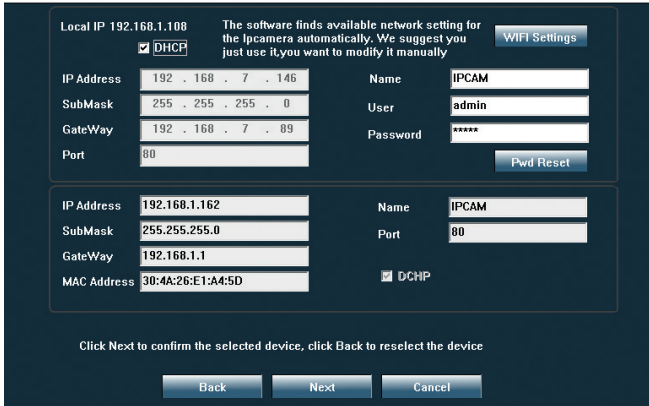 Local IP 192.168.1.108
The software finds available network setting for
the Ipcamera automatically. We suggest you
just use it,you want to modify it manually
WIFI Settings
DHCP
IP Address 192 . 168 . 7 . 146
Name IPCAM
SubMask 255 . 255 . 255 . 0
User admin
GateWay 192 . 168 . 7 . 89
Password *****
Port 80
Pwd Reset
IP Address 192.168.1.162
Name IPCAM
SubMask 255.255.255.0
Port 80
GateWay 192.168.1.1
MAC Address 30:4A:26:E1:A4:5D
DCHP
Click Next to confirm the selected device, click Back to reselect the device
Back Next Cancel